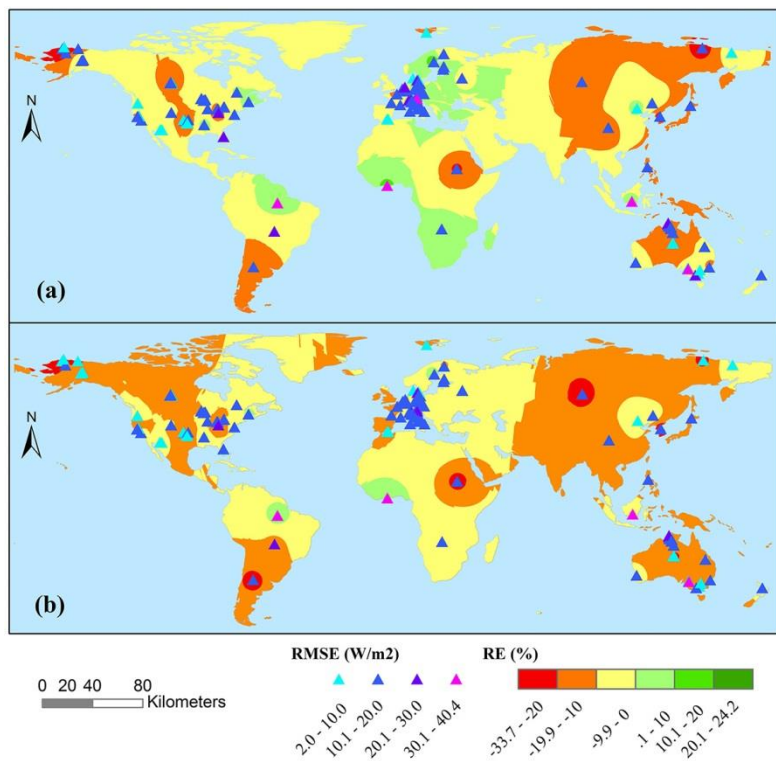 N
(a)
N
(b)
RMSE (W/m2) RE (%)
0 20 40 80
Kilometers
2.0 - 10.0
10.1 - 20.0
20.1 - 30.0
30.1 - 40.4
-33.7 - -20
-19.9 - -10
-9.9 - 0
.1 - 10
10.1 - 20
20.1 - 24.2